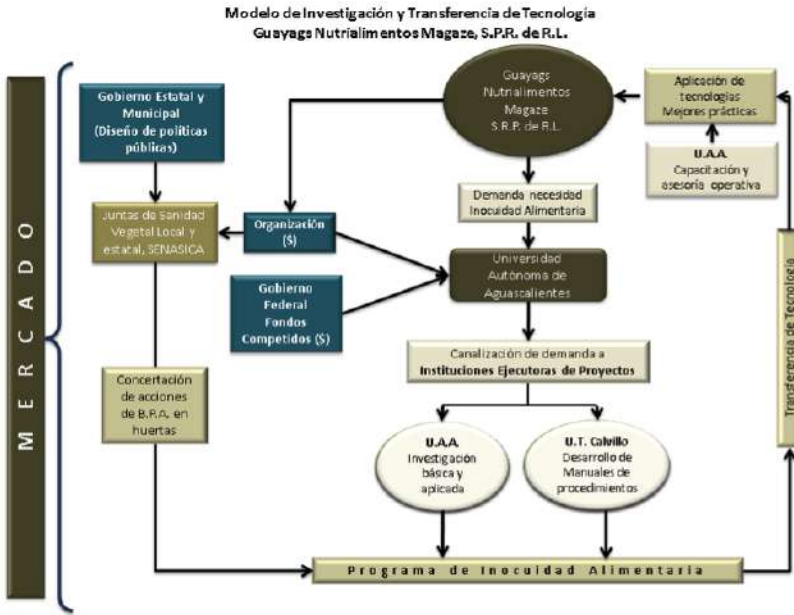 Modelo de Investigación y Transferencia de Tecnología
Guayags Nutrialimentos Magaze, S.P.R. de R.L.
MERCADO
Gobierno Estatal y
Municipal
(Diseño de políticas
públicas)
Guayags
Nutrialimentos
Magaze
S.R.P. de R.L.
Aplicación de
tecnologías
Mejores prácticas
U.A.A.
Capacitación y
asesoría operativa
Demanda necesidad
Inocuidad Alimentaria
Juntas de Sanidad
Vegetal Local y
estatal, SENASICA
Organización
($)
Universidad
Autónoma de
Aguascalientes
Gobierno
Federal
Fondos
Competidos ($)
Transferencia de Tecnología
Canalización de demanda a
Instituciones Ejecutoras de Proyectos
Concertación
de acciones
de B.P.A. en
huertas
U.A.A.
Investigación
básica y
aplicada
U.T. Calvillo
Desarrollo de
Manuales de
procedimientos
Programa de Inocuidad Alimentaria